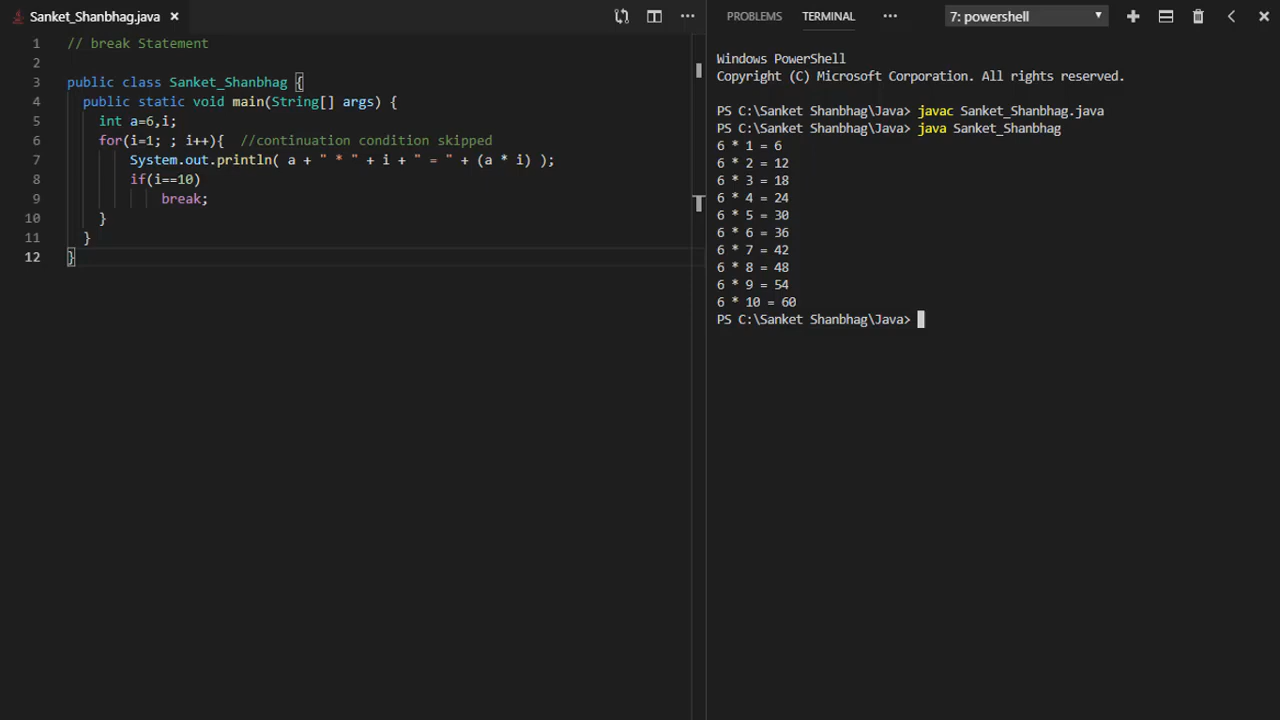 Sanket_Shanbhag.java ×
1 // break Statement
2
3 public class Sanket_Shanbhag {
4 public static void main(String[] args) {
5 int a=6,i;
6 for(i=1; ; i++){ //continuation condition skipped
7 System.out.println( a + " * " + i + " = " + (a * i) );
8 if(i==10)
9 break;
10 }
11 }
12 }
PROBLEMS TERMINAL ··· 7: powershell
Windows PowerShell
Copyright (C) Microsoft Corporation. All rights reserved.
PS C:\Sanket Shanbhag\Java> javac Sanket_Shanbhag.java
PS C:\Sanket Shanbhag\Java> java Sanket_Shanbhag
6 * 1 = 6
6 * 2 = 12
6 * 3 = 18
6 * 4 = 24
6 * 5 = 30
6 * 6 = 36
6 * 7 = 42
6 * 8 = 48
6 * 9 = 54
6 * 10 = 60
PS C:\Sanket Shanbhag\Java>